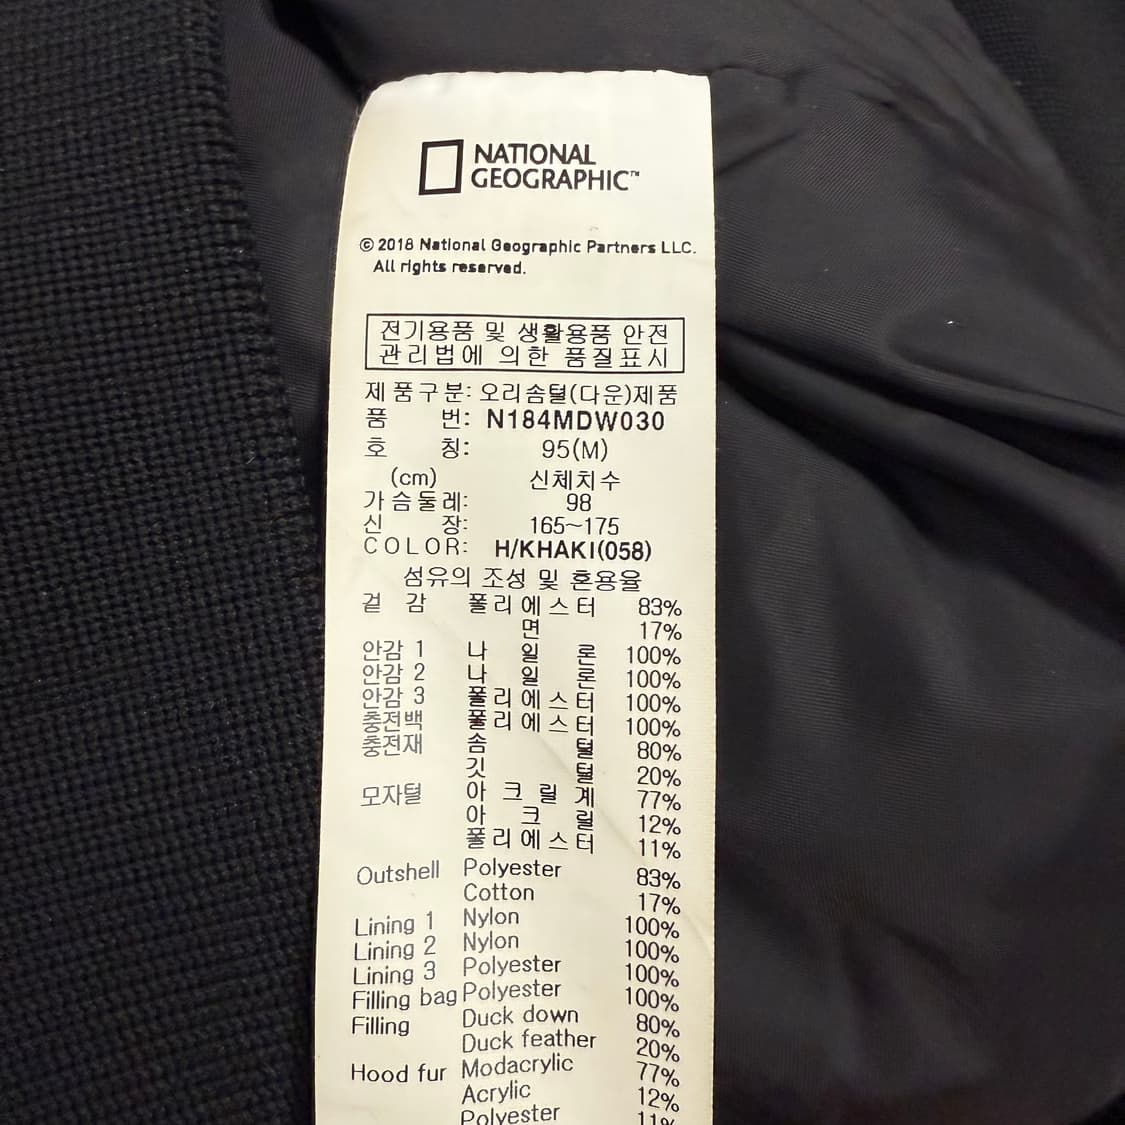 NATIONAL
GEOGRAPHIC™
© 2018 National Geographic Partners LLC.
All rights reserved.
전기용품 및 생활용품 안전
관리법에 의한 품질표시
제품구분: 오리솜털(다운)제품
품 번: N184MDW030
호 칭: 95(M)
(cm) 신체치수
가슴둘레: 98
신 장: 165~175
COLOR: H/KHAKI(058)
섬유의 조성 및 혼용율
겉 감 폴리에스터 83%
면 17%
안감 1 나 일 론 100%
안감 2 나 일 론 100%
안감 3 폴리에스터 100%
충전백 폴리에스터 100%
충전재 솜 털 80%
깃 털 20%
모자털 아 크 릴 계 77%
아 크 릴 12%
폴리에스터 11%
Outshell Polyester 83%
Cotton 17%
Lining 1 Nylon 100%
Lining 2 Nylon 100%
Lining 3 Polyester 100%
Filling bag Polyester 100%
Filling Duck down 80%
Duck feather 20%
Hood fur Modacrylic 77%
Acrylic 12%
Polyester 11%